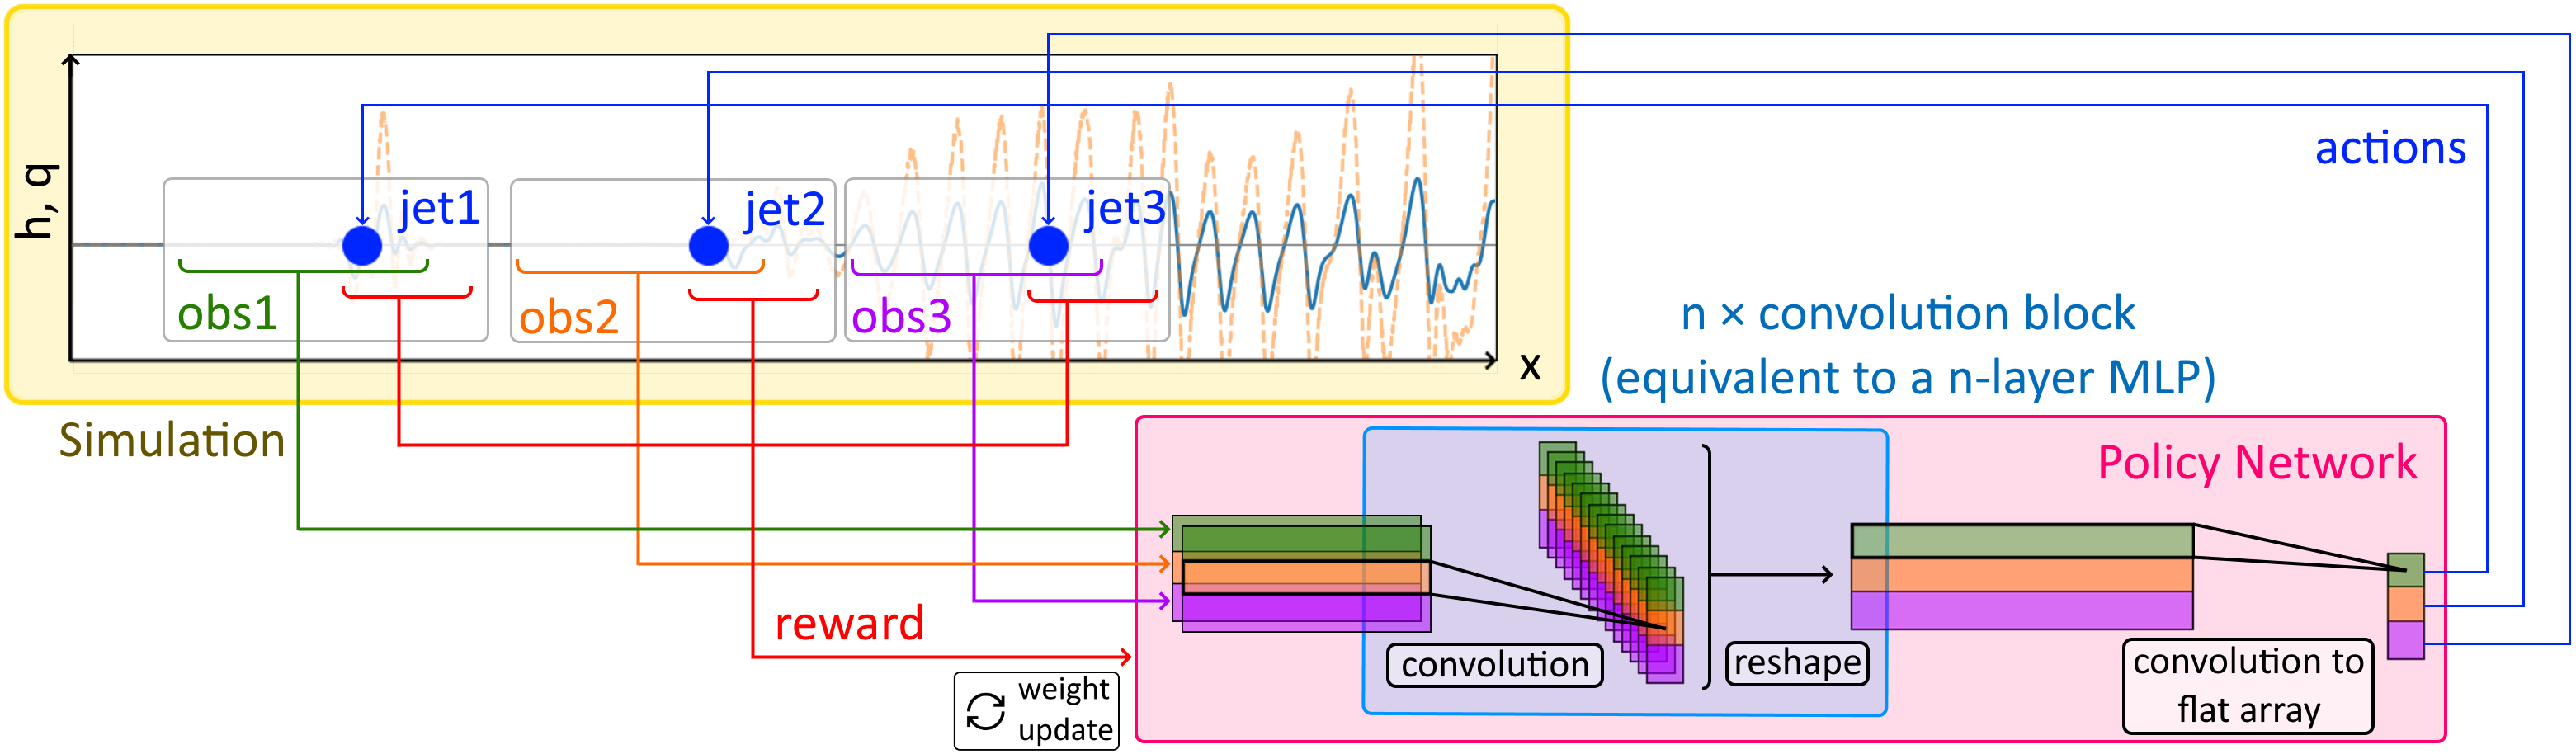 h, q
jet1
jet2
jet3
obs1
obs2
obs3
x
actions
Simulation
n × convolution block
(equivalent to a n-layer MLP)
Policy Network
reward
weight
update
convolution
reshape
convolution to
flat array